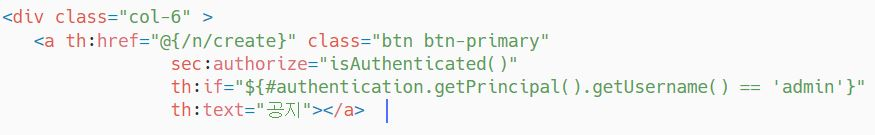 <div class="col-6" >
<a th:href="@{/n/create}" class="btn btn-primary"
sec:authorize="isAuthenticated()"
th:if="${#authentication.getPrincipal().getUsername() == 'admin'}"
th:text="공지"></a>